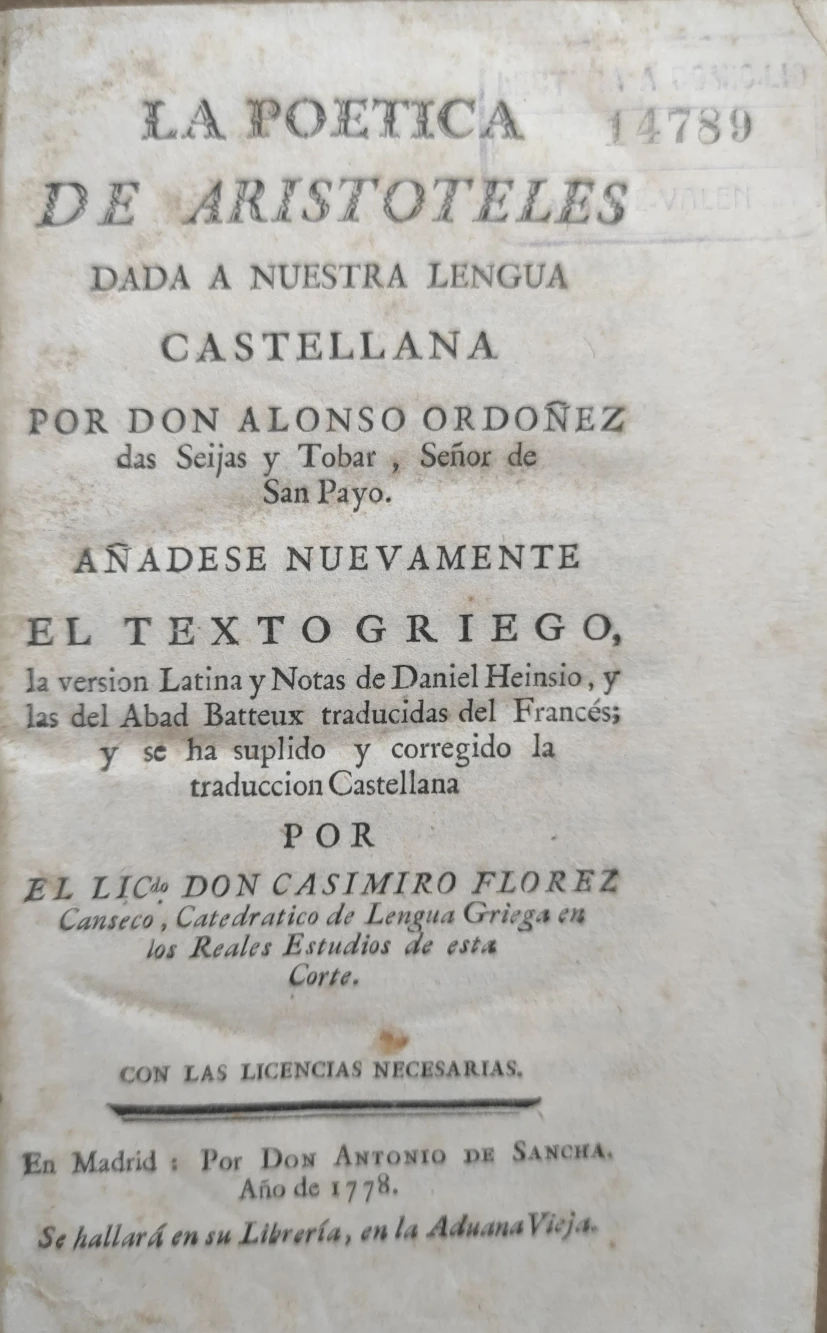 LA POETICA
14789
DE ARISTOTELES
DADA A NUESTRA LENGUA
CASTELLANA
POR DON ALONSO ORDOÑEZ
das Seijas y Tobar , Señor de
San Payo.
AÑADESE NUEVAMENTE
EL TEXTO GRIEGO,
la version Latina y Notas de Daniel Heinsio, y
las del Abad Batteux traducidas del Francés;
y se ha suplido y corregido la
traduccion Castellana
POR
EL LIC.do DON CASIMIRO FLOREZ
Canseco, Catedratico de Lengua Griega en
los Reales Estudios de esta
Corte.
CON LAS LICENCIAS NECESARIAS.
En Madrid : Por DON ANTONIO DE SANCHA.
Año de 1778.
Se hallará en su Librería, en la Aduana Vieja.